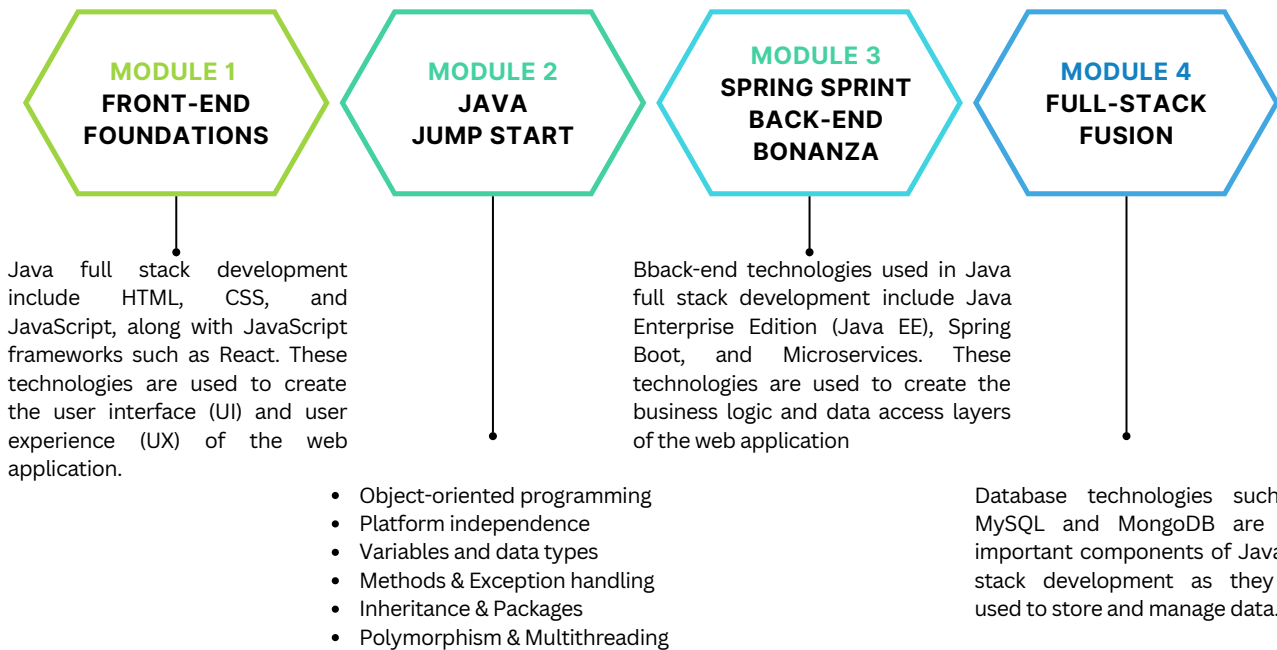 MODULE 1
FRONT-END
FOUNDATIONS
MODULE 2
JAVA
JUMP START
MODULE 3
SPRING SPRINT
BACK-END
BONANZA
MODULE 4
FULL-STACK
FUSION
Java full stack development
include HTML, CSS, and
JavaScript, along with JavaScript
frameworks such as React. These
technologies are used to create
the user interface (UI) and user
experience (UX) of the web
application.
• Object-oriented programming
• Platform independence
• Variables and data types
• Methods & Exception handling
• Inheritance & Packages
• Polymorphism & Multithreading
Bback-end technologies used in Java
full stack development include Java
Enterprise Edition (Java EE), Spring
Boot, and Microservices. These
technologies are used to create the
business logic and data access layers
of the web application
Database technologies such
MySQL and MongoDB are
important components of Java
stack development as they
used to store and manage data.